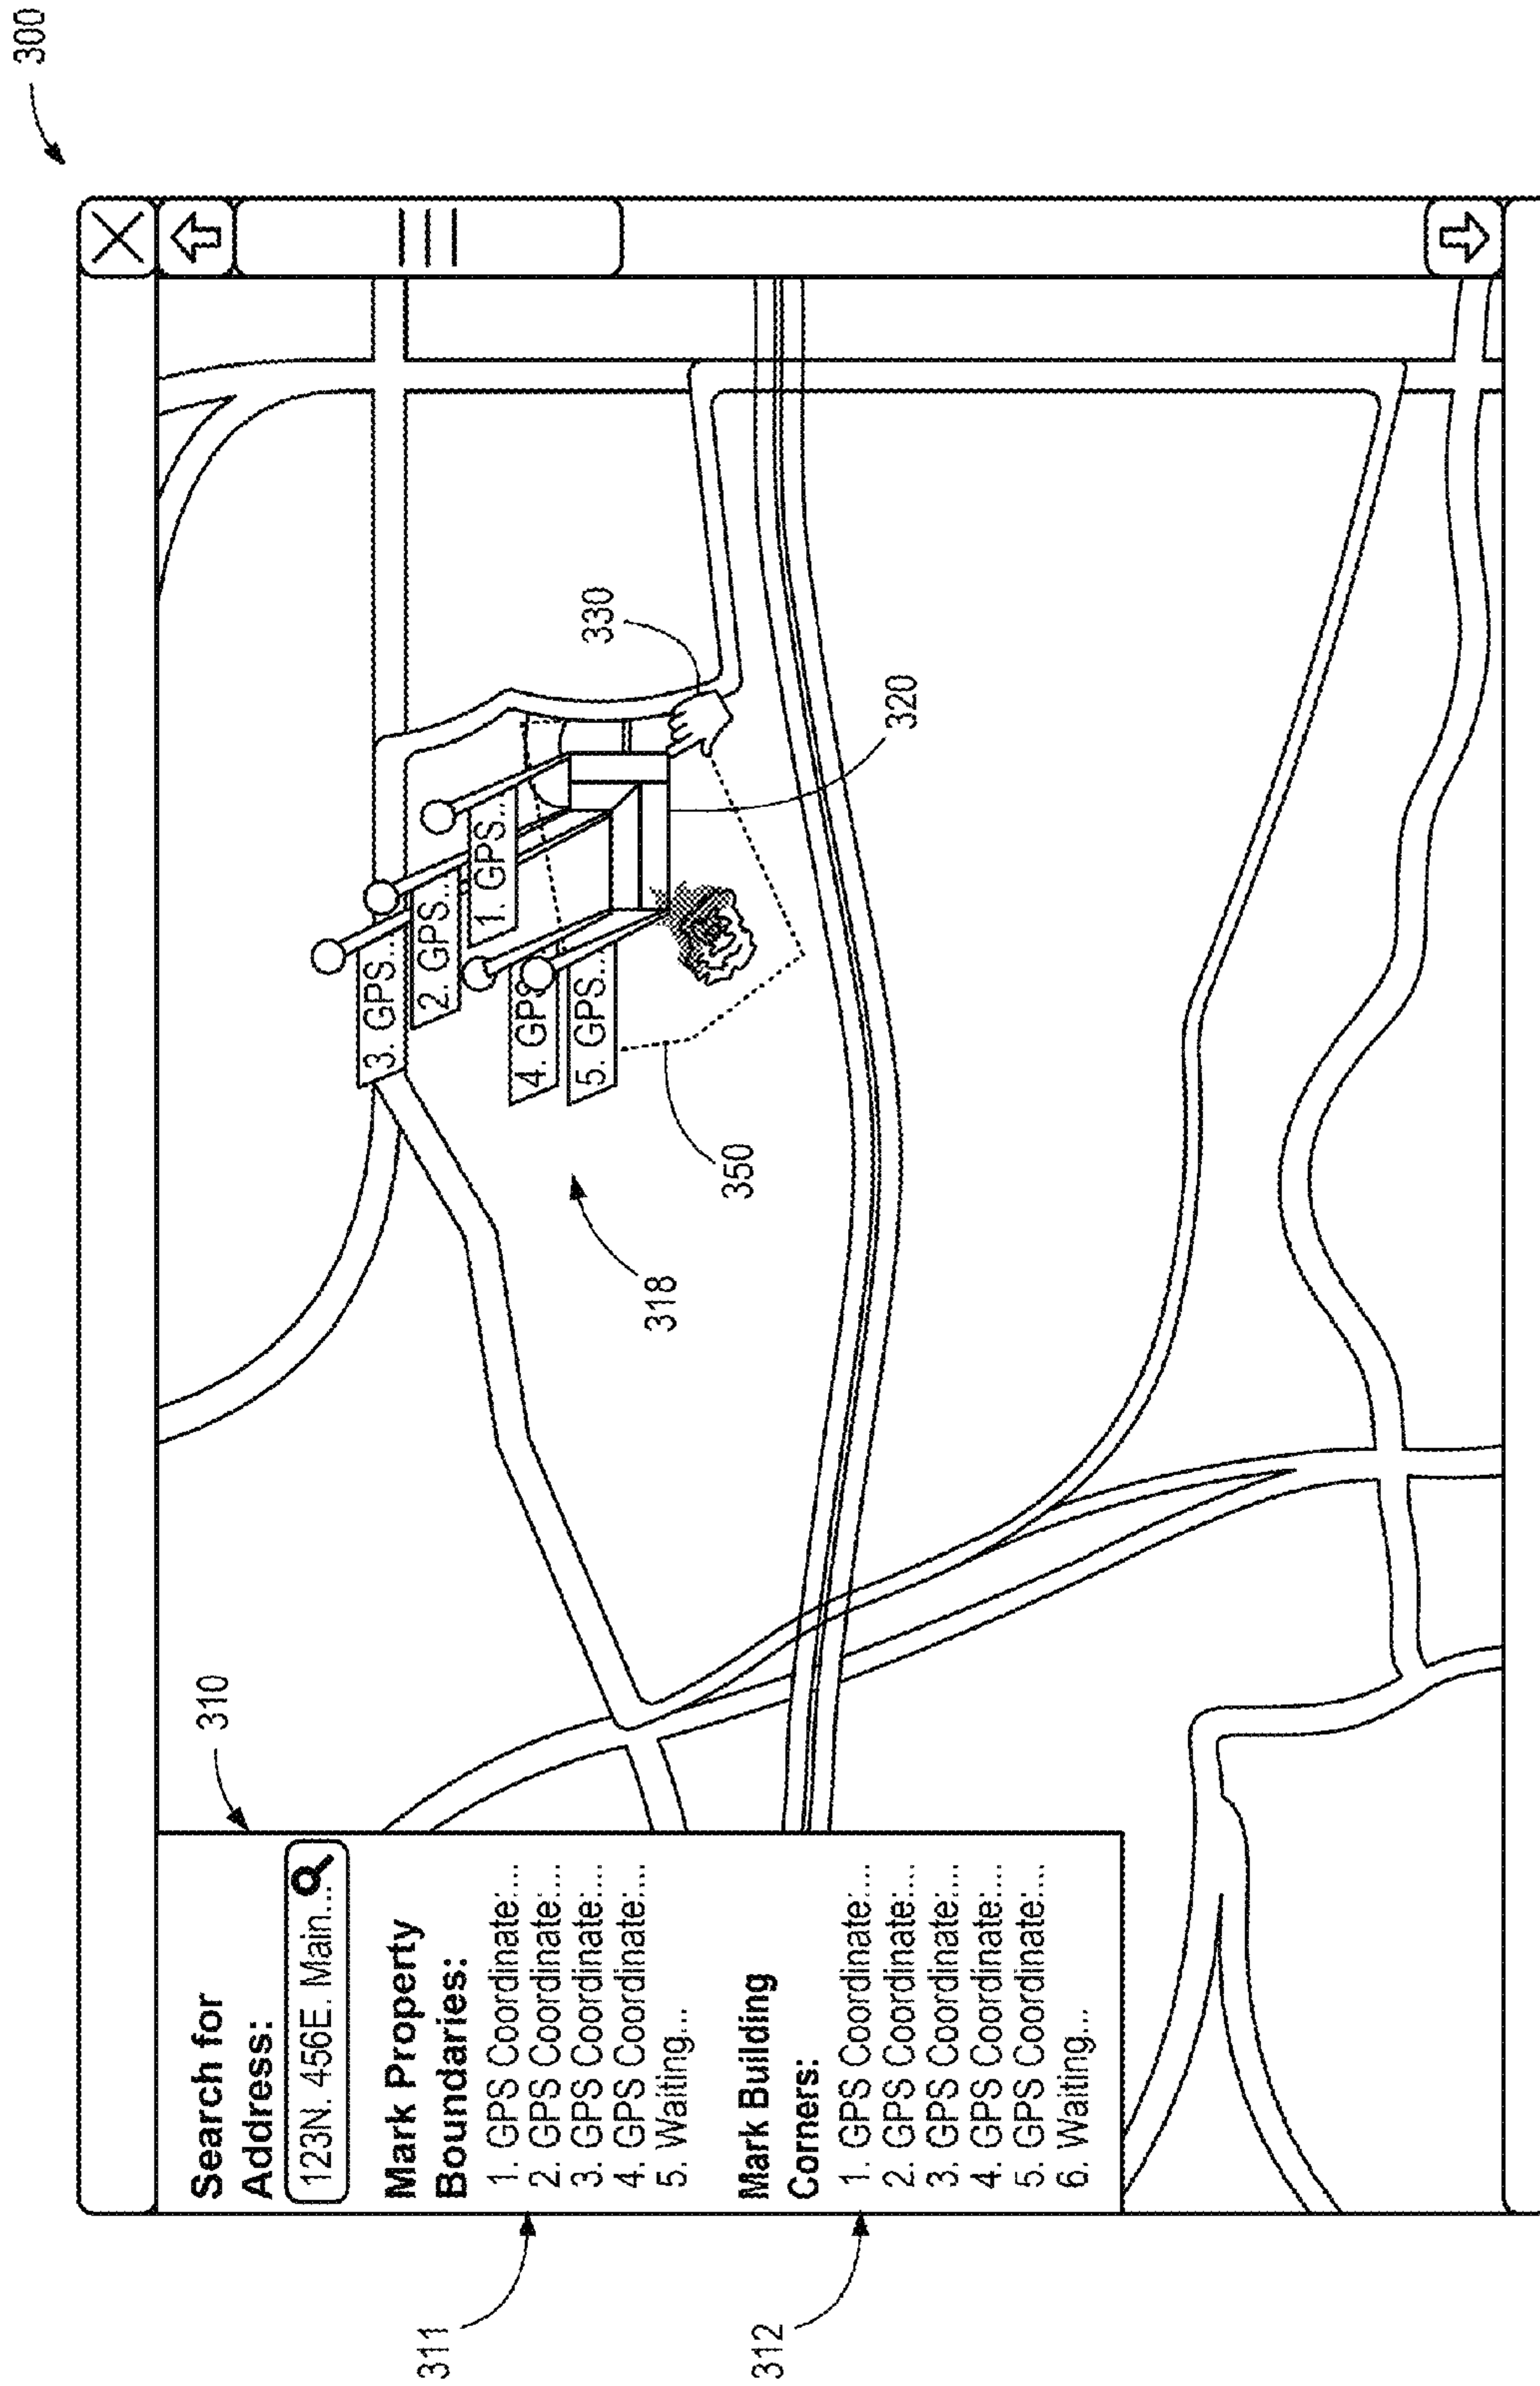 300
310
Search for
Address:
123N. 456E. Main...
Mark Property
Boundaries:
1. GPS Coordinate:...
2. GPS Coordinate:...
3. GPS Coordinate:...
4. GPS Coordinate:...
5. Waiting...
Mark Building
Corners:
1. GPS Coordinate:...
2. GPS Coordinate:...
3. GPS Coordinate:...
4. GPS Coordinate:...
5. GPS Coordinate:...
6. Waiting...
311
312
3. GPS...
2. GPS...
1. GPS...
4. GPS
5. GPS...
330
320
350
318